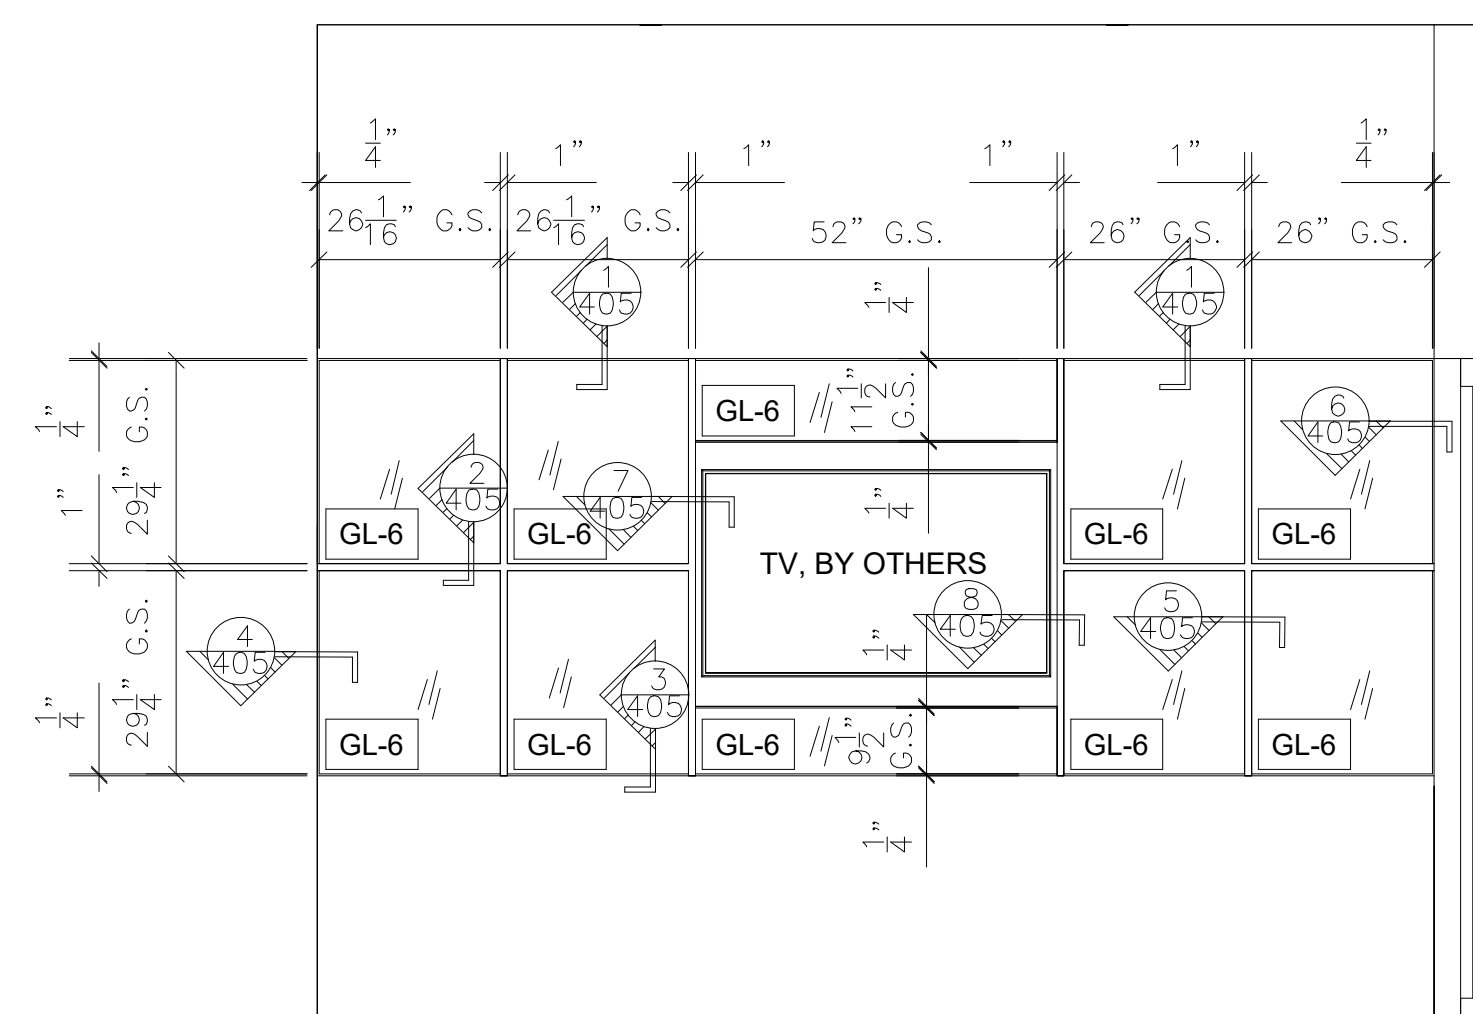 1/4" 1" 1" 1" 1" 1/4"
26 1/16" G.S. 26 1/16" G.S. 52" G.S. 26" G.S. 26" G.S.
1
405
1
405
1/4"
1/4"
29 1/4" G.S.
GL-6
11 1/2"
G.S.
6
405
1"
2
405
7
405
1/4"
GL-6
GL-6
GL-6
GL-6
TV, BY OTHERS
29 1/4" G.S.
4
405
8
405
5
405
1/4"
3
405
1/4"
GL-6
GL-6
GL-6
9 1/2"
G.S.
GL-6
GL-6
1/4"